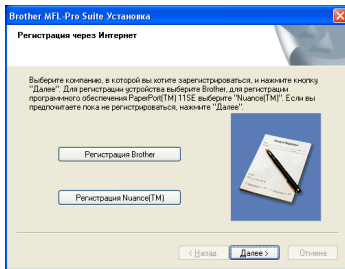 Brother MFL-Pro Suite Установка
Регистрация через Интернет
Выберите компанию, в которой вы хотите зарегистрироваться, и нажмите кнопку
"Далее". Для регистрации устройства выберите Brother, для регистрации
программного обеспечения PaperPort(TM) 11SE выберите "Nuance(TM)". Если вы
предпочитаете пока не регистрироваться, нажмите "Далее".
Регистрация Brother
Регистрация Nuance(TM)
< Назад
Далее >
Отмена